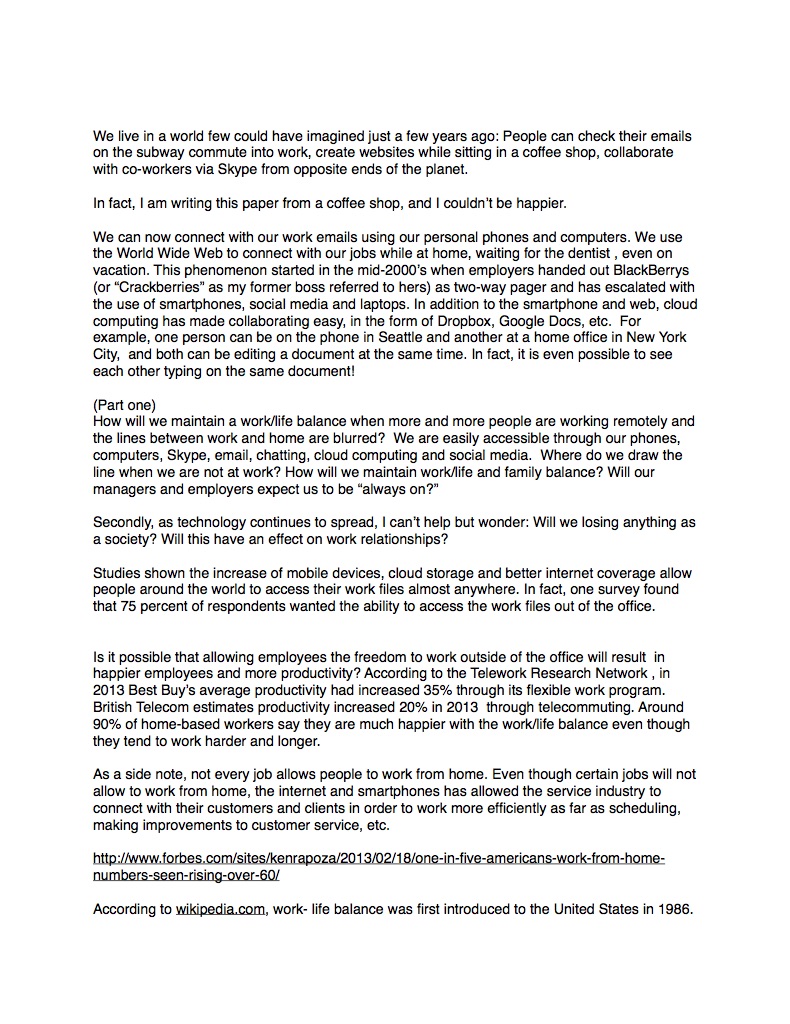 We live in a world few could have imagined just a few years ago: People can check their emails
on the subway commute into work, create websites while sitting in a coffee shop, collaborate
with co-workers via Skype from opposite ends of the planet.
In fact, I am writing this paper from a coffee shop, and I couldn’t be happier.
We can now connect with our work emails using our personal phones and computers. We use
the World Wide Web to connect with our jobs while at home, waiting for the dentist , even on
vacation. This phenomenon started in the mid-2000’s when employers handed out BlackBerrys
(or “Crackberries” as my former boss referred to hers) as two-way pager and has escalated with
the use of smartphones, social media and laptops. In addition to the smartphone and web, cloud
computing has made collaborating easy, in the form of Dropbox, Google Docs, etc.  For
example, one person can be on the phone in Seattle and another at a home office in New York
City,  and both can be editing a document at the same time. In fact, it is even possible to see
each other typing on the same document!
(Part one)
How will we maintain a work/life balance when more and more people are working remotely and
the lines between work and home are blurred?  We are easily accessible through our phones,
computers, Skype, email, chatting, cloud computing and social media.  Where do we draw the
line when we are not at work? How will we maintain work/life and family balance? Will our
managers and employers expect us to be “always on?”
Secondly, as technology continues to spread, I can’t help but wonder: Will we losing anything as
a society? Will this have an effect on work relationships?
Studies shown the increase of mobile devices, cloud storage and better internet coverage allow
people around the world to access their work files almost anywhere. In fact, one survey found
that 75 percent of respondents wanted the ability to access the work files out of the office.
Is it possible that allowing employees the freedom to work outside of the office will result  in
happier employees and more productivity? According to the Telework Research Network , in
2013 Best Buy’s average productivity had increased 35% through its flexible work program.
British Telecom estimates productivity increased 20% in 2013  through telecommuting. Around
90% of home-based workers say they are much happier with the work/life balance even though
they tend to work harder and longer.
As a side note, not every job allows people to work from home. Even though certain jobs will not
allow to work from home, the internet and smartphones has allowed the service industry to
connect with their customers and clients in order to work more efficiently as far as scheduling,
making improvements to customer service, etc.
http://www.forbes.com/sites/kenrapoza/2013/02/18/one-in-five-americans-work-from-home-
numbers-seen-rising-over-60/
According to wikipedia.com, work- life balance was first introduced to the United States in 1986.